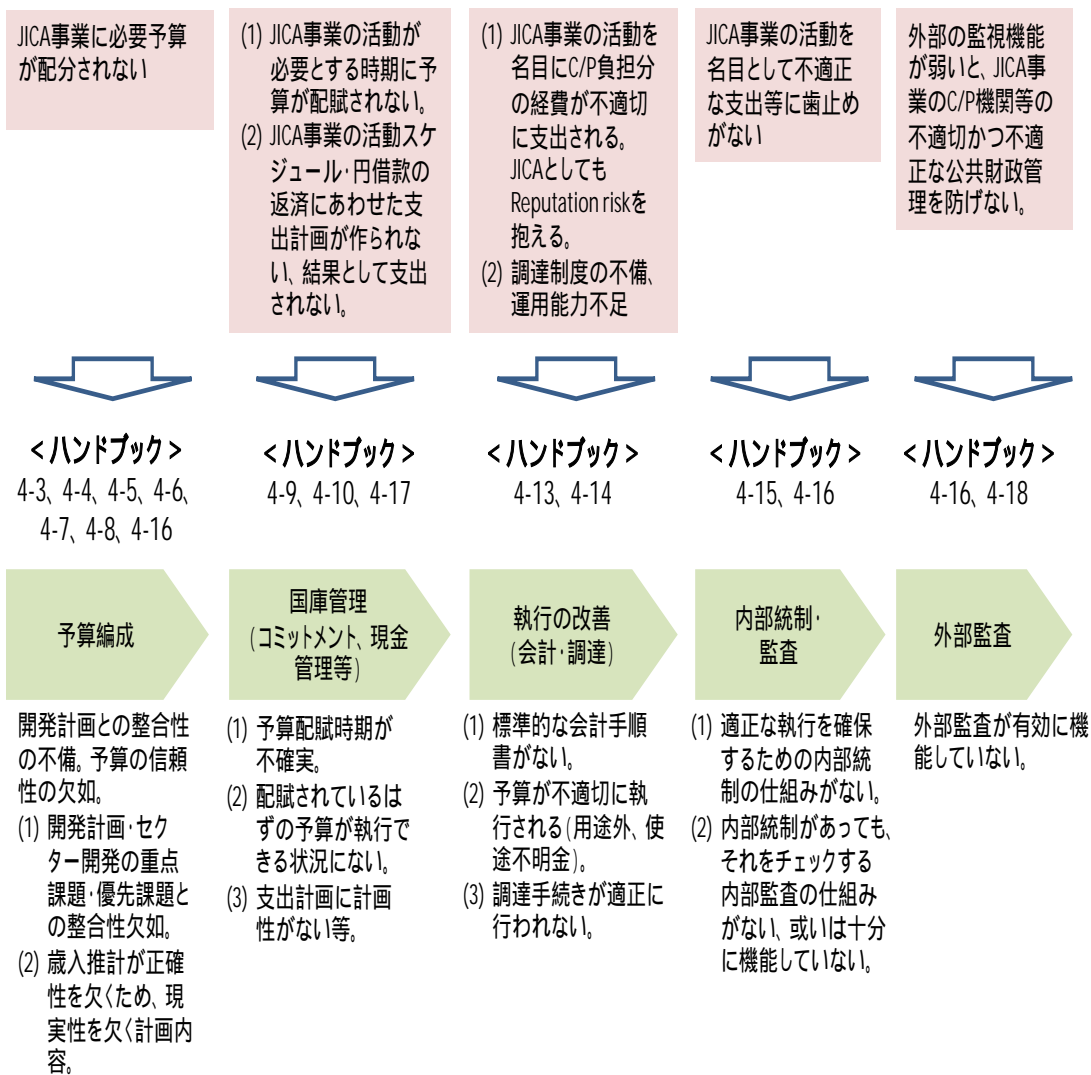 JICA事業に必要予算
が配分されない
(1) JICA事業の活動が
必要とする時期に予
算が配賦されない。
(2) JICA事業の活動スケ
ジュール・円借款の
返済にあわせた支
出計画が作られな
い、結果として支出
されない。
(1) JICA事業の活動を
名目にC/P負担分
の経費が不適切
に支出される。
JICAとしても
Reputation riskを
抱える。
(2) 調達制度の不備、
運用能力不足
JICA事業の活動を
名目として不適正
な支出等に歯止め
がない
外部の監視機能
が弱いと、JICA事
業のC/P機関等の
不適切かつ不適
正な公共財政管
理を防げない。
<ハンドブック>
4-3、4-4、4-5、4-6、
4-7、4-8、4-16
<ハンドブック>
4-9、4-10、4-17
<ハンドブック>
4-13、4-14
<ハンドブック>
4-15、4-16
<ハンドブック>
4-16、4-18
予算編成
国庫管理
(コミットメント、現金
管理等)
執行の改善
(会計・調達)
内部統制・
監査
外部監査
開発計画との整合性
の不備。予算の信頼
性の欠如。
(1) 開発計画・セク
ター開発の重点
課題・優先課題と
の整合性欠如。
(2) 歳入推計が正確
性を欠くため、現
実性を欠く計画内
容。
(1) 予算配賦時期が
不確実。
(2) 配賦されているは
ずの予算が執行で
きる状況にない。
(3) 支出計画に計画
性がない等。
(1) 標準的な会計手順
書がない。
(2) 予算が不適切に執
行される(用途外、使
途不明金)。
(3) 調達手続きが適正に
行われない。
(1) 適正な執行を確保
するための内部統
制の仕組みがない。
(2) 内部統制があっても、
それをチェックする
内部監査の仕組み
がない、或いは十分
に機能していない。
外部監査が有効に機
能していない。